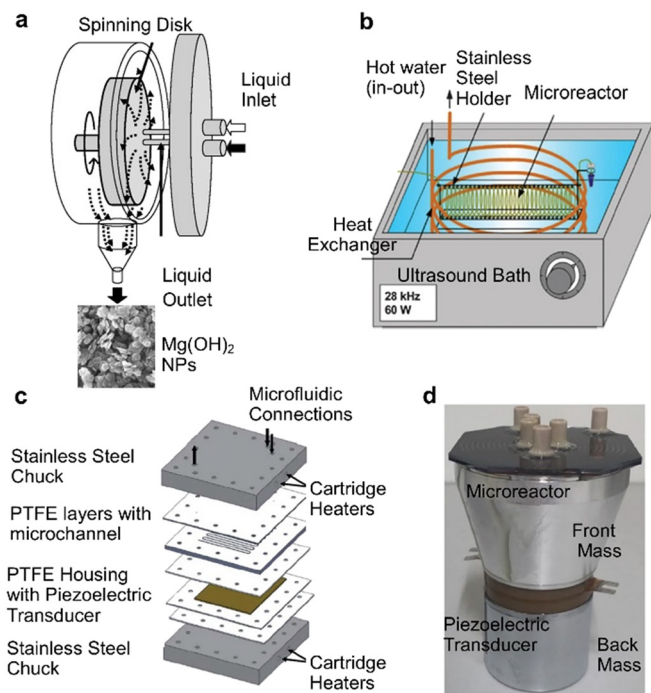 a
Spinning Disk
Liquid
Inlet
Liquid
Outlet
Mg(OH)₂
NPs
b
Hot water
(in-out)
Stainless
Steel
Holder
Microreactor
Heat
Exchanger
Ultrasound Bath
28 kHz
60 W
c
Microfluidic
Connections
Stainless Steel
Chuck
Cartridge
Heaters
PTFE layers with
microchannel
PTFE Housing
with Piezoelectric
Transducer
Stainless Steel
Chuck
Cartridge
Heaters
d
Microreactor
Front
Mass
Piezoelectric
Transducer
Back
Mass